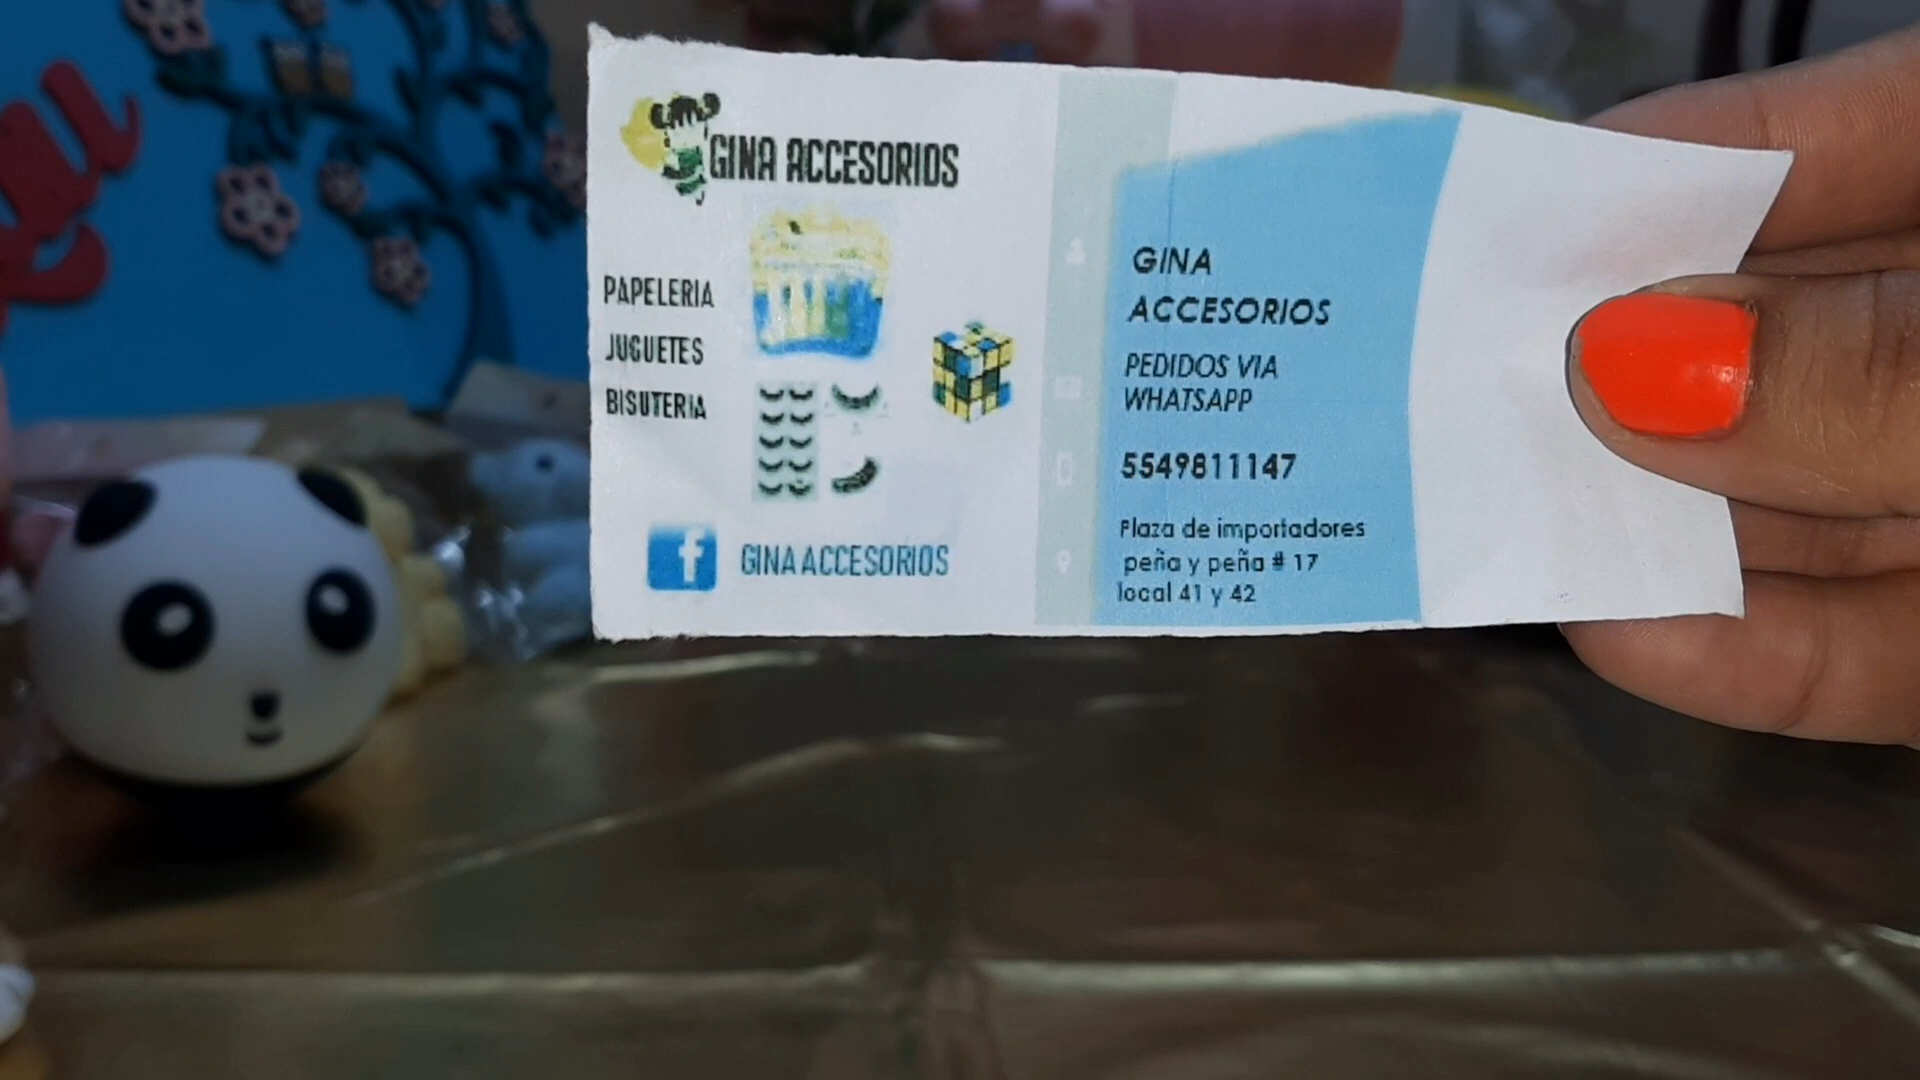 GINA ACCESORIOS
PAPELERIA
JUGUETES
BISUTERIA
f
GINA ACCESORIOS
GINA
ACCESORIOS
PEDIDOS VIA
WHATSAPP
5549811147
Plaza de importadores
peña y peña # 17
local 41 y 42